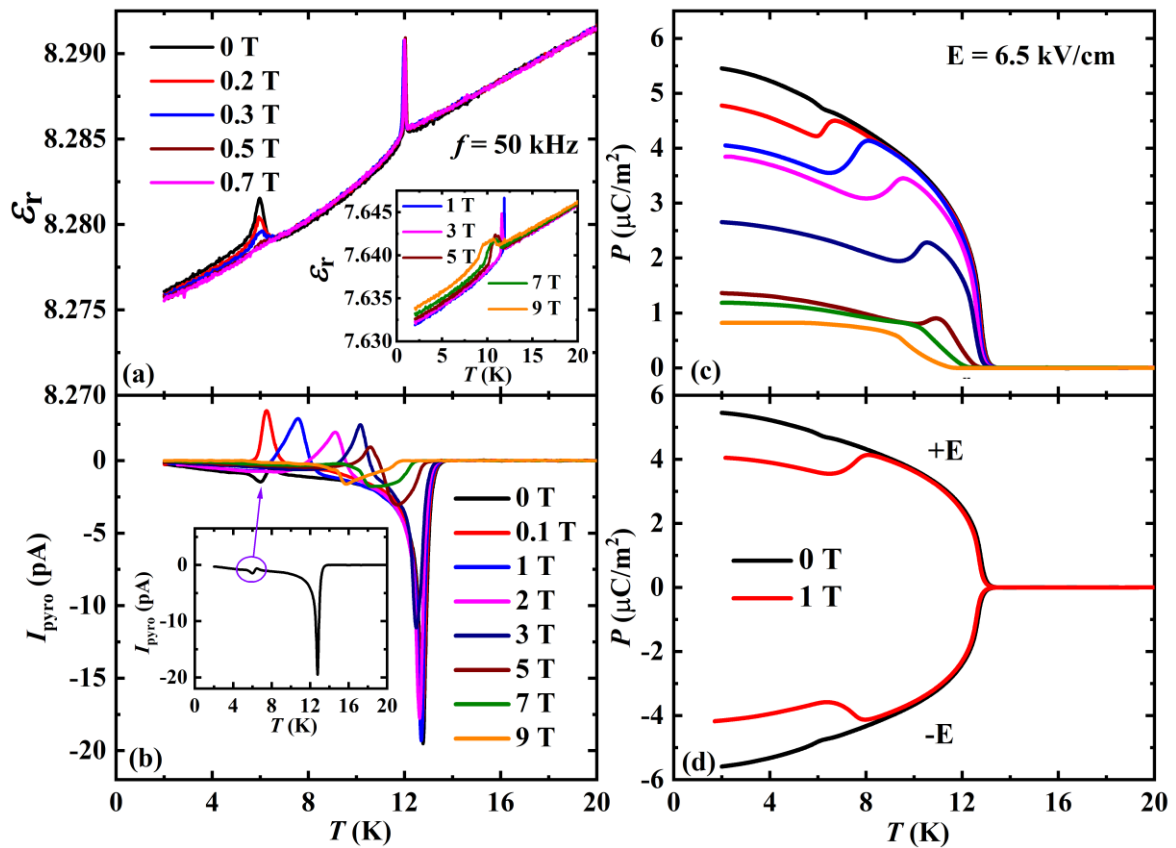 8.290
8.285
8.280
8.275
8.270
εr
0 T
0.2 T
0.3 T
0.5 T
0.7 T
f = 50 kHz
7.645
7.640
7.635
7.630
εr
1 T
3 T
5 T
7 T
9 T
0 5 10 15 20
T (K)
(a)
0
-5
-10
-15
-20
Ipyro (pA)
0 T
0.1 T
1 T
2 T
3 T
5 T
7 T
9 T
0
-10
-20
Ipyro (pA)
0 4 8 12 16 20
T (K)
(b)
0 4 8 12 16 20
T (K)
6
5
4
3
2
1
0
P (μC/m²)
E = 6.5 kV/cm
(c)
6
4
2
0
-2
-4
-6
P (μC/m²)
+E
0 T
1 T
-E
(d)
0 4 8 12 16 20
T (K)